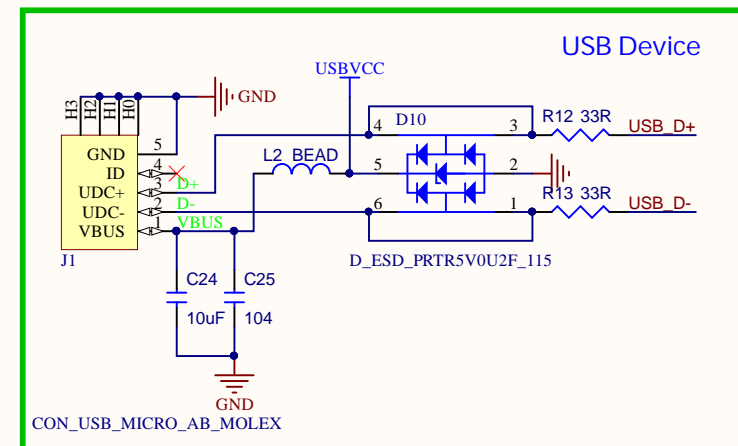 USB Device
USBVCC
H3
H2
H1
H0
GND
D10
4
3
R12 33R
USB_D+
GND 5
ID 4
UDC+ 3 D+
UDC- 2 D-
VBUS 1 VBUS
L2 BEAD
5
2
6
1
R13 33R
USB_D-
J1
D_ESD_PRTR5V0U2F_115
C24
C25
10uF
104
GND
CON_USB_MICRO_AB_MOLEX